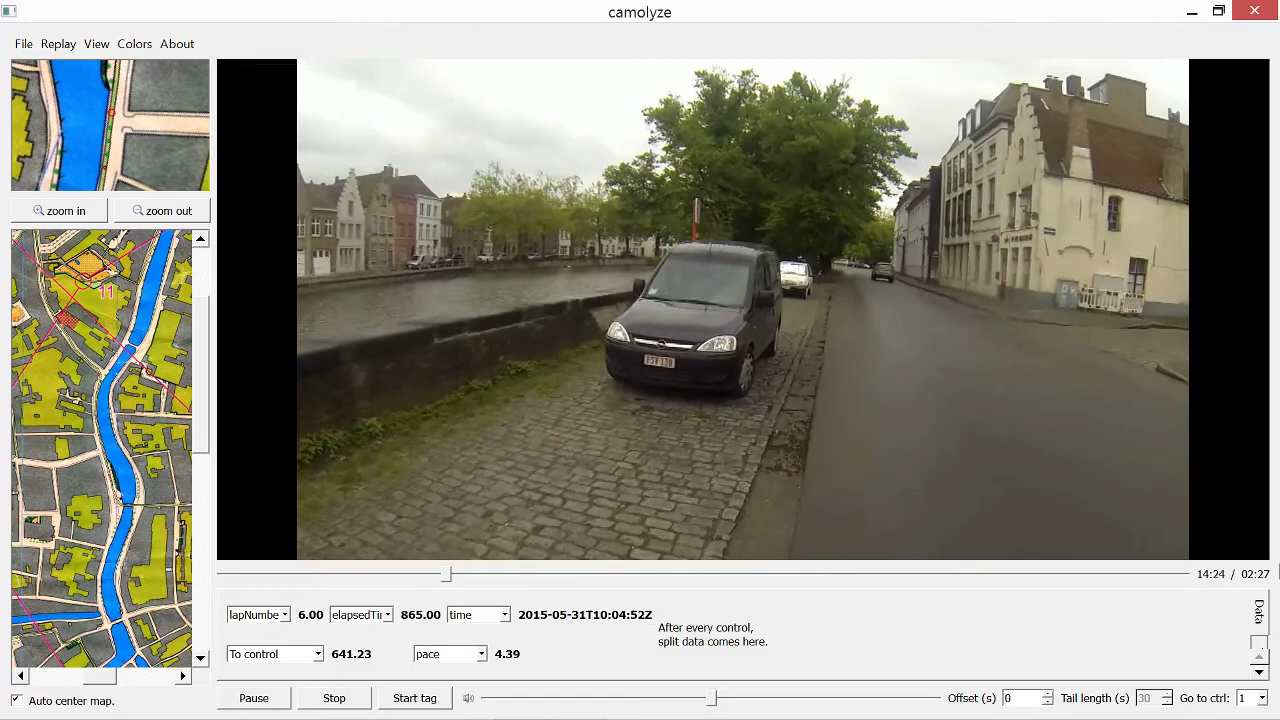 camolyze
File Replay View Colors About
zoom in zoom out
11
FSV 178
14:24 / 02:27
lapNumbe 6.00 elapsedTi 865.00 time 2015-05-31T10:04:52Z
After every control,
split data comes here.
Data
To control 641.23 pace 4.39
Auto center map.
Pause Stop Start tag Offset (s) 0 Tail length (s) 30 Go to ctrl: 1